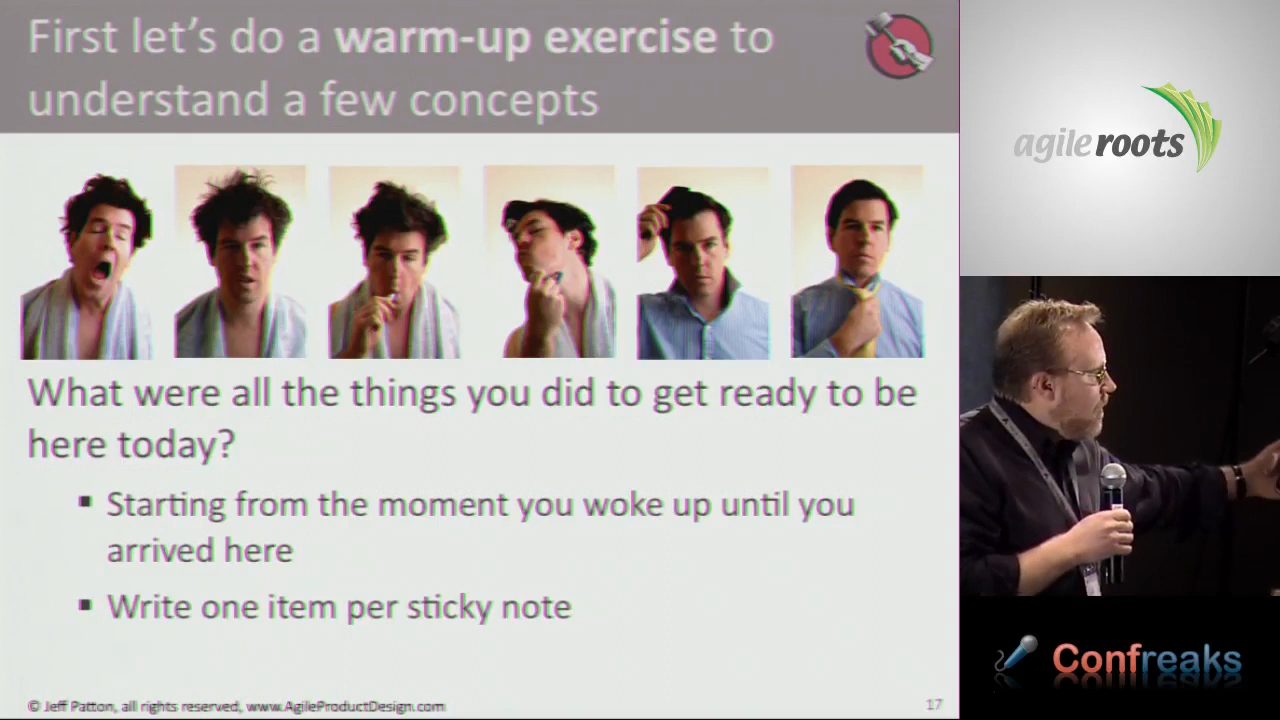 First let's do a warm-up exercise to
understand a few concepts
What were all the things you did to get ready to be
here today?
▪ Starting from the moment you woke up until you
arrived here
▪ Write one item per sticky note
© Jeff Patton, all rights reserved, www.AgileProductDesign.com
17
agile roots
Confreaks